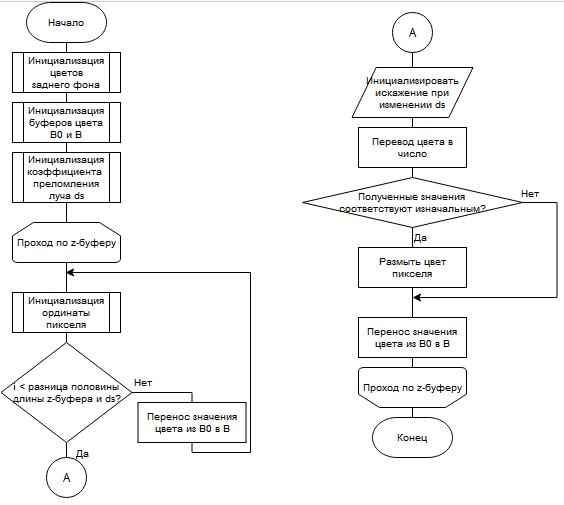 Начало
Инициализация
цветов
заднего фона
Инициализация
буферов цвета
B0 и B
Инициализация
коэффициента
преломления
луча ds
Проход по z-буферу
Инициализация
ординаты
пикселя
i < разница половины
длины z-буфера и ds?
Нет
Перенос значения
цвета из B0 в B
Да
A
A
Инициализировать
искажение при
изменении ds
Перевод цвета в
число
Полученные значения
соответствуют изначальным?
Нет
Да
Размыть цвет
пикселя
Перенос значения
цвета из B0 в B
Проход по z-буферу
Конец